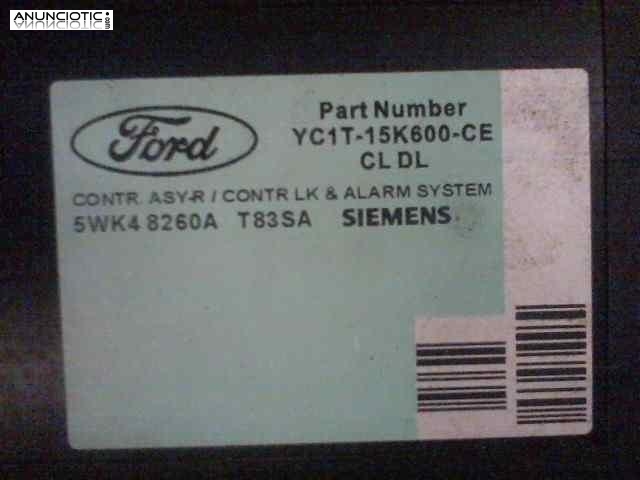 ANUNCIOTIC.com
Ford
Part Number
YC1T-15K600-CE
CL DL
CONTR. ASY-R / CONTR LK & ALARM SYSTEM
5WK4 8260A T83SA SIEMENS